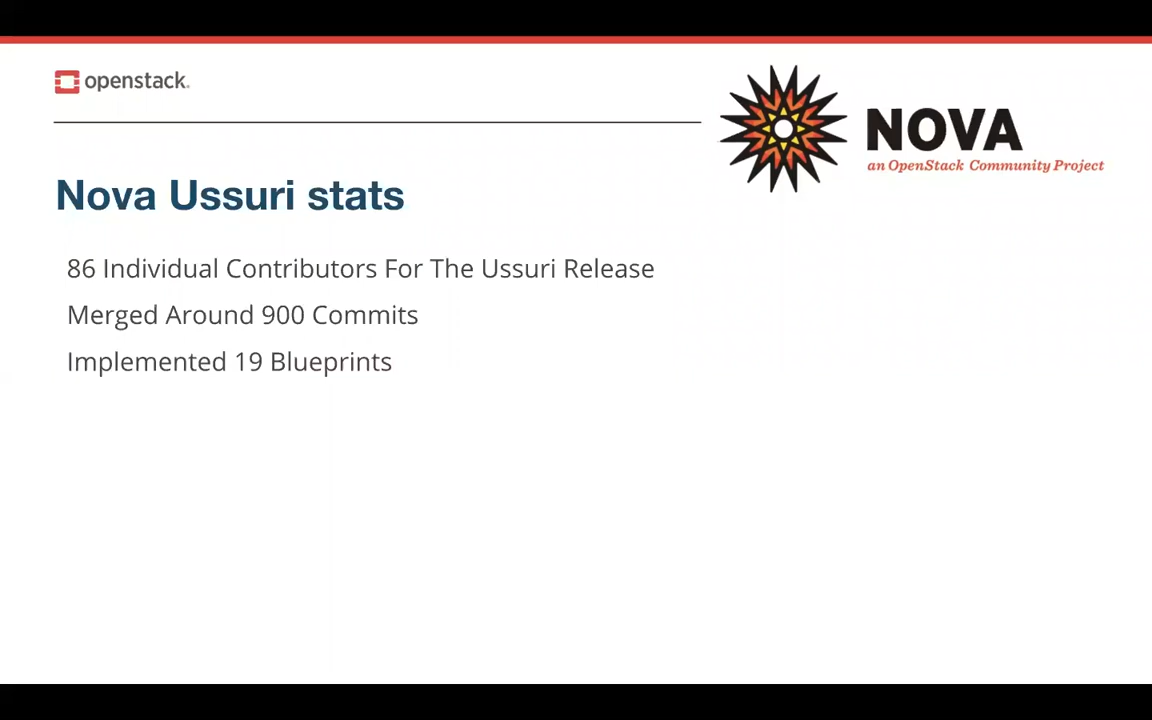 openstack.
NOVA
an OpenStack Community Project
Nova Ussuri stats
86 Individual Contributors For The Ussuri Release
Merged Around 900 Commits
Implemented 19 Blueprints